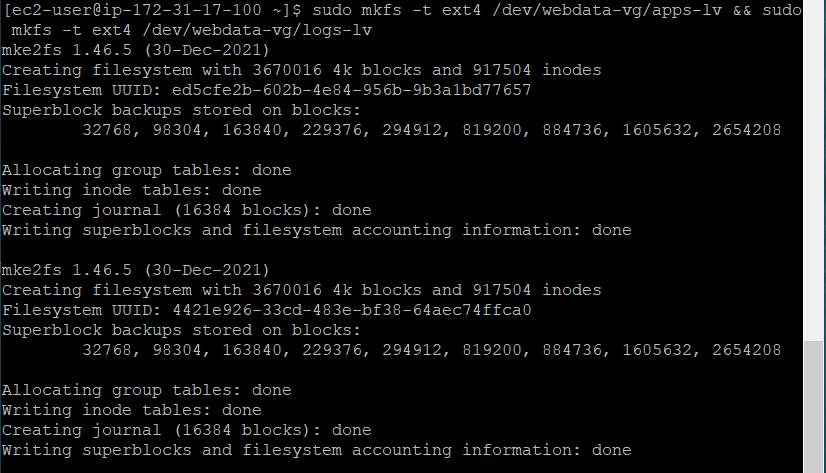 [ec2-user@ip-172-31-17-100 ~]$ sudo mkfs -t ext4 /dev/webdata-vg/apps-lv && sudo
 mkfs -t ext4 /dev/webdata-vg/logs-lv
mke2fs 1.46.5 (30-Dec-2021)
Creating filesystem with 3670016 4k blocks and 917504 inodes
Filesystem UUID: ed5cfe2b-602b-4e84-956b-9b3a1bd77657
Superblock backups stored on blocks:
        32768, 98304, 163840, 229376, 294912, 819200, 884736, 1605632, 2654208

Allocating group tables: done
Writing inode tables: done
Creating journal (16384 blocks): done
Writing superblocks and filesystem accounting information: done

mke2fs 1.46.5 (30-Dec-2021)
Creating filesystem with 3670016 4k blocks and 917504 inodes
Filesystem UUID: 4421e926-33cd-483e-bf38-64aec74ffca0
Superblock backups stored on blocks:
        32768, 98304, 163840, 229376, 294912, 819200, 884736, 1605632, 2654208

Allocating group tables: done
Writing inode tables: done
Creating journal (16384 blocks): done
Writing superblocks and filesystem accounting information: done